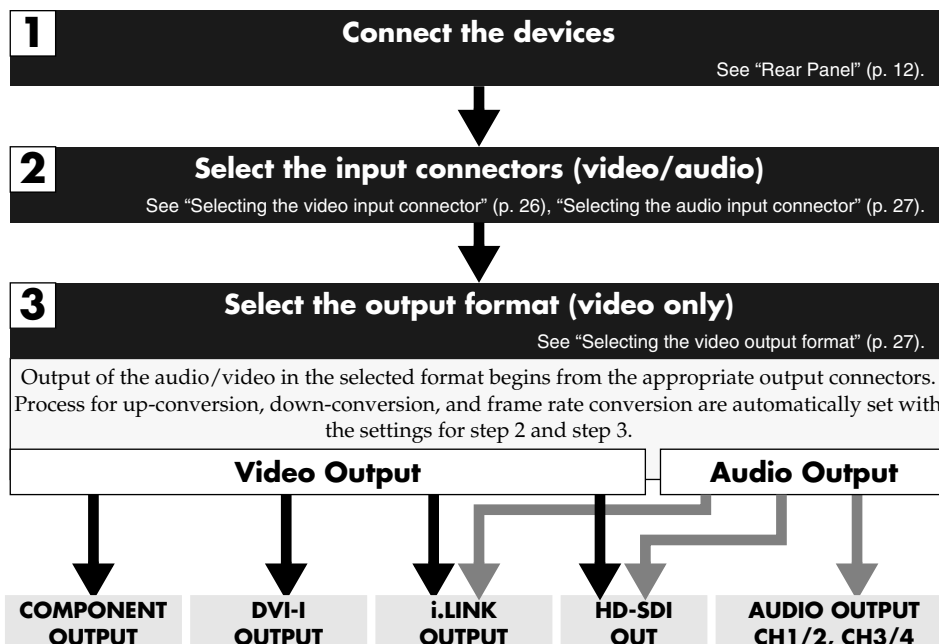 1
Connect the devices
See “Rear Panel” (p. 12).
2
Select the input connectors (video/audio)
See “Selecting the video input connector” (p. 26), “Selecting the audio input connector” (p. 27).
3
Select the output format (video only)
See “Selecting the video output format” (p. 27).
Output of the audio/video in the selected format begins from the appropriate output connectors.
Process for up-conversion, down-conversion, and frame rate conversion are automatically set with
the settings for step 2 and step 3.
Video Output
Audio Output
COMPONENT
OUTPUT
DVI-I
OUTPUT
i.LINK
OUTPUT
HD-SDI
OUT
AUDIO OUTPUT
CH1/2, CH3/4